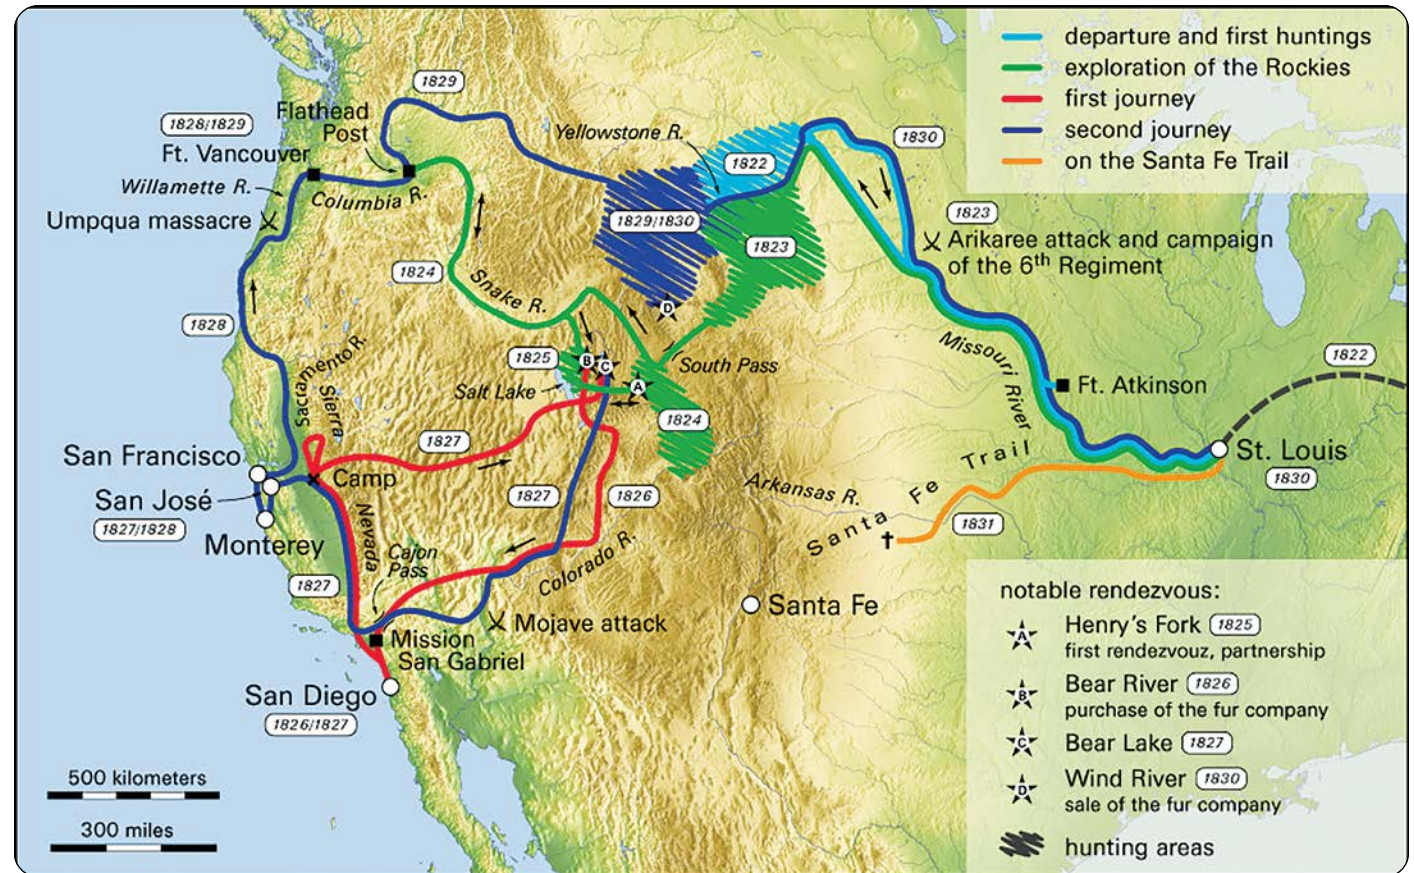 departure and first huntings
exploration of the Rockies
first journey
second journey
on the Santa Fe Trail
1829
Flathead
Post
1828/1829
Ft. Vancouver
Willamette R.
Columbia R.
Umpqua massacre
Yellowstone R.
1822
1830
1829/1830
1823
1823
Arikaree attack and campaign
of the 6th Regiment
1824
Snake R.
1828
Sacramento R.
Sierra
Nevada
1825
B
C
A
D
Salt Lake
South Pass
1824
Missouri River
Ft. Atkinson
1822
St. Louis
1830
San Francisco
San José
1827/1828
Monterey
Camp
1827
1827
1826
Arkansas R.
Santa Fe Trail
1831
1827
Cajon
Pass
Colorado R.
Mojave attack
Mission
San Gabriel
San Diego
1826/1827
Santa Fe
500 kilometers
300 miles
notable rendezvous:
A
Henry's Fork 1825
first rendezvouz, partnership
B
Bear River 1826
purchase of the fur company
C
Bear Lake 1827
D
Wind River 1830
sale of the fur company
hunting areas